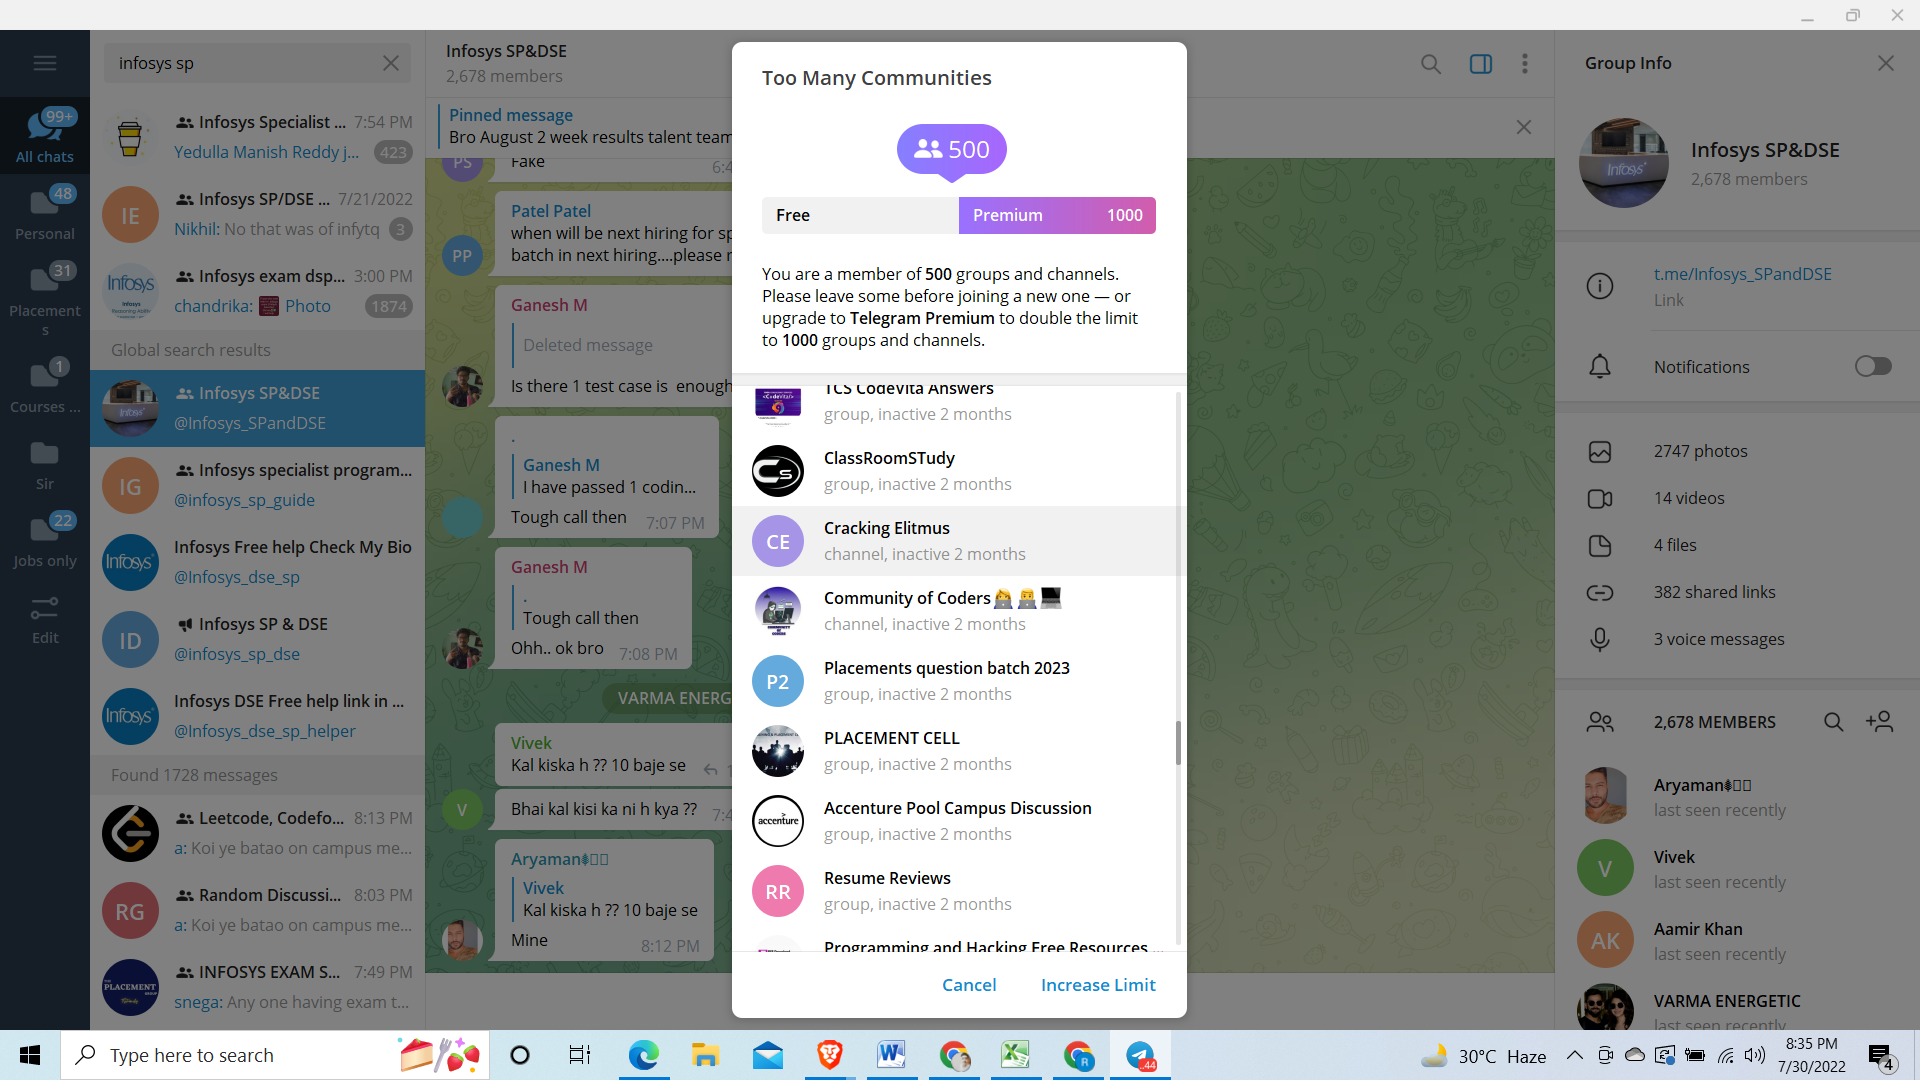 infosys sp
99+
All chats
48
Personal
31
Placement
s
1
Courses ...
Sir
22
Jobs only
Edit
Infosys Specialist ... 7:54 PM
Yedulla Manish Reddy j... 423
IE
Infosys SP/DSE ... 7/21/2022
Nikhil: No that was of infytq 3
Infosys
Infosys exam dsp... 3:00 PM
chandrika: Photo 1874
Global search results
Infosys SP&DSE
@Infosys_SPandDSE
IG
Infosys specialist program...
@infosys_sp_guide
Infosys
Infosys Free help Check My Bio
@Infosys_dse_sp
ID
Infosys SP & DSE
@infosys_sp_dse
Infosys
Infosys DSE Free help link in ...
@Infosys_dse_sp_helper
Found 1728 messages
Leetcode, Codefo... 8:13 PM
a: Koi ye batao on campus me...
RG
Random Discussi... 8:03 PM
a: Koi ye batao on campus me...
PLACEMENT
INFOSYS EXAM S... 7:49 PM
snega: Any one having exam t...
Infosys SP&DSE
2,678 members
Pinned message
Bro August 2 week results talent team
PS
Fake
6:4
PP
Patel Patel
when will be next hiring for sp
batch in next hiring....please r
Ganesh M
Deleted message
Is there 1 test case is enough
.
Ganesh M
I have passed 1 codin...
Tough call then 7:07 PM
Ganesh M
.
Tough call then
Ohh.. ok bro 7:08 PM
VARMA ENERG
Vivek
Kal kiska h ?? 10 baje se
1
V
Bhai kal kisi ka ni h kya ?? 7:4
Aryaman
Vivek
Kal kiska h ?? 10 baje se
Mine 8:12 PM
Too Many Communities
500
Free
Premium 1000
You are a member of 500 groups and channels.
Please leave some before joining a new one — or
upgrade to Telegram Premium to double the limit
to 1000 groups and channels.
TCS CodeVita Answers
group, inactive 2 months
CS
ClassRoomSTudy
group, inactive 2 months
CE
Cracking Elitmus
channel, inactive 2 months
Community of Coders
channel, inactive 2 months
P2
Placements question batch 2023
group, inactive 2 months
PLACEMENT CELL
group, inactive 2 months
accenture
Accenture Pool Campus Discussion
group, inactive 2 months
RR
Resume Reviews
group, inactive 2 months
Programming and Hacking Free Resources ...
Cancel
Increase Limit
Group Info
Infosys
Infosys SP&DSE
2,678 members
t.me/Infosys_SPandDSE
Link
Notifications
2747 photos
14 videos
4 files
382 shared links
3 voice messages
2,678 MEMBERS
Aryaman
last seen recently
V
Vivek
last seen recently
AK
Aamir Khan
last seen recently
VARMA ENERGETIC
last seen recently
Type here to search
..44
30°C Haze
8:35 PM
7/30/2022
4